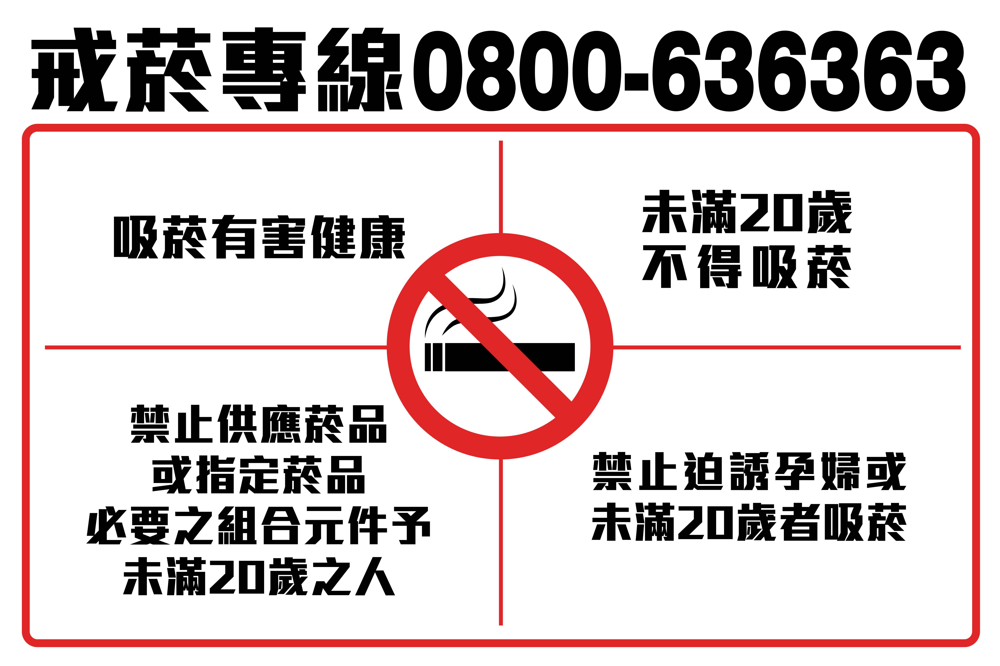 戒菸專線0800-636363
吸菸有害健康
未滿20歲
不得吸菸
禁止供應菸品
或指定菸品
必要之組合元件予
未滿20歲之人
禁止迫誘孕婦或
未滿20歲者吸菸